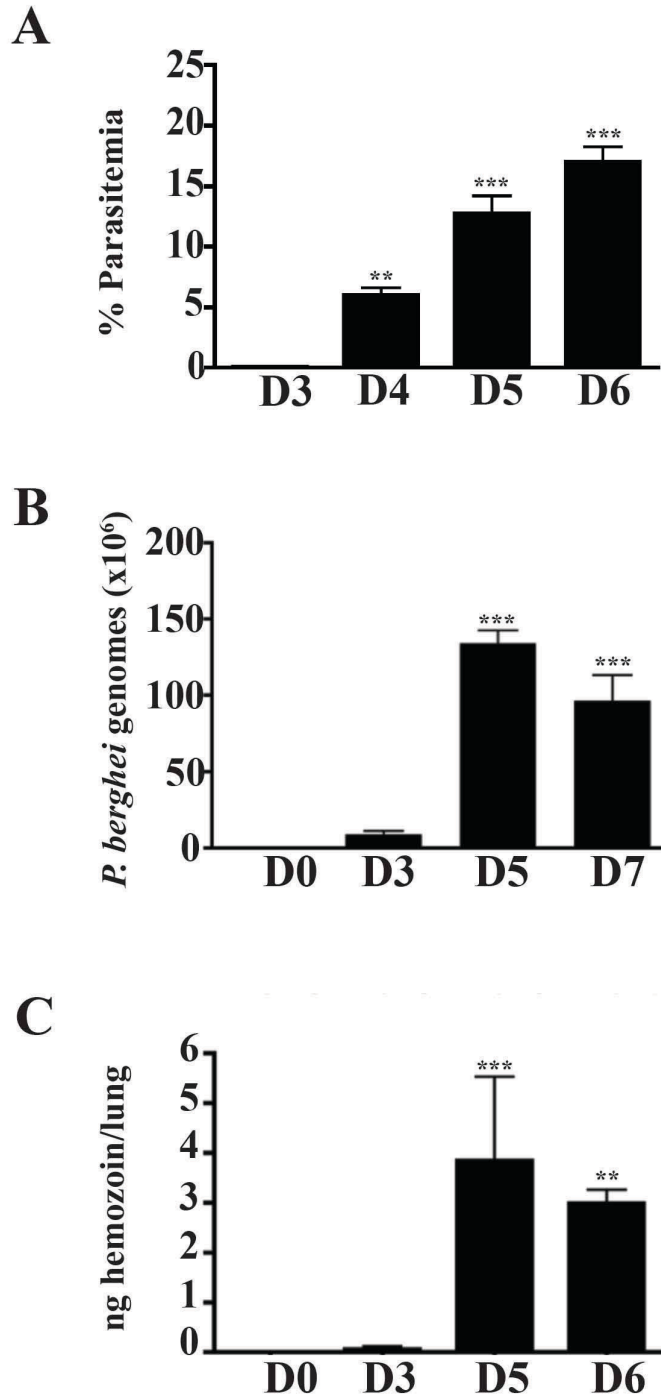 A
% Parasitemia
25
20
15
10
5
0
**
***
***
D3 D4 D5 D6
B
P. berghei genomes (x10⁶)
200
150
100
50
0
***
***
D0 D3 D5 D7
C
ng hemozoin/lung
6
5
4
3
2
1
0
***
**
D0 D3 D5 D6